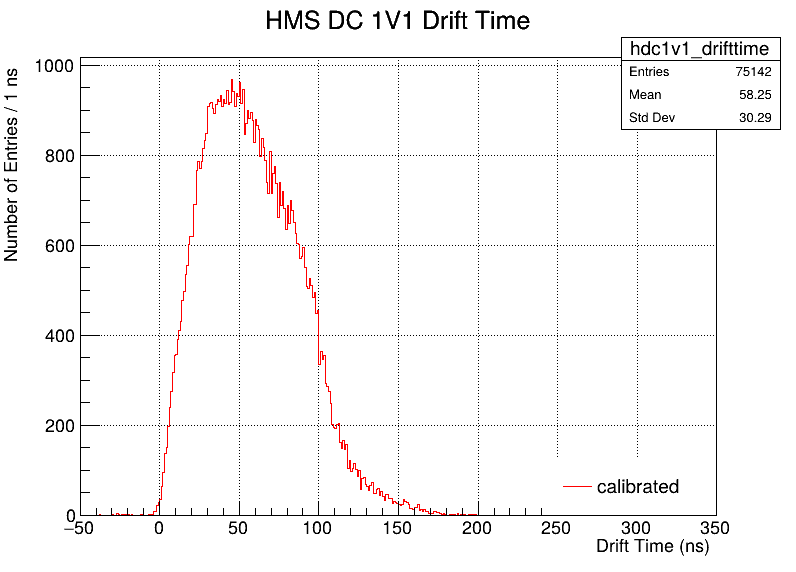 HMS DC 1V1 Drift Time
hdc1v1_drifttime
Entries 75142
Mean 58.25
Std Dev 30.29
Number of Entries / 1 ns
1000
800
600
400
200
0
−50 0 50 100 150 200 250 300 350
calibrated
Drift Time (ns)